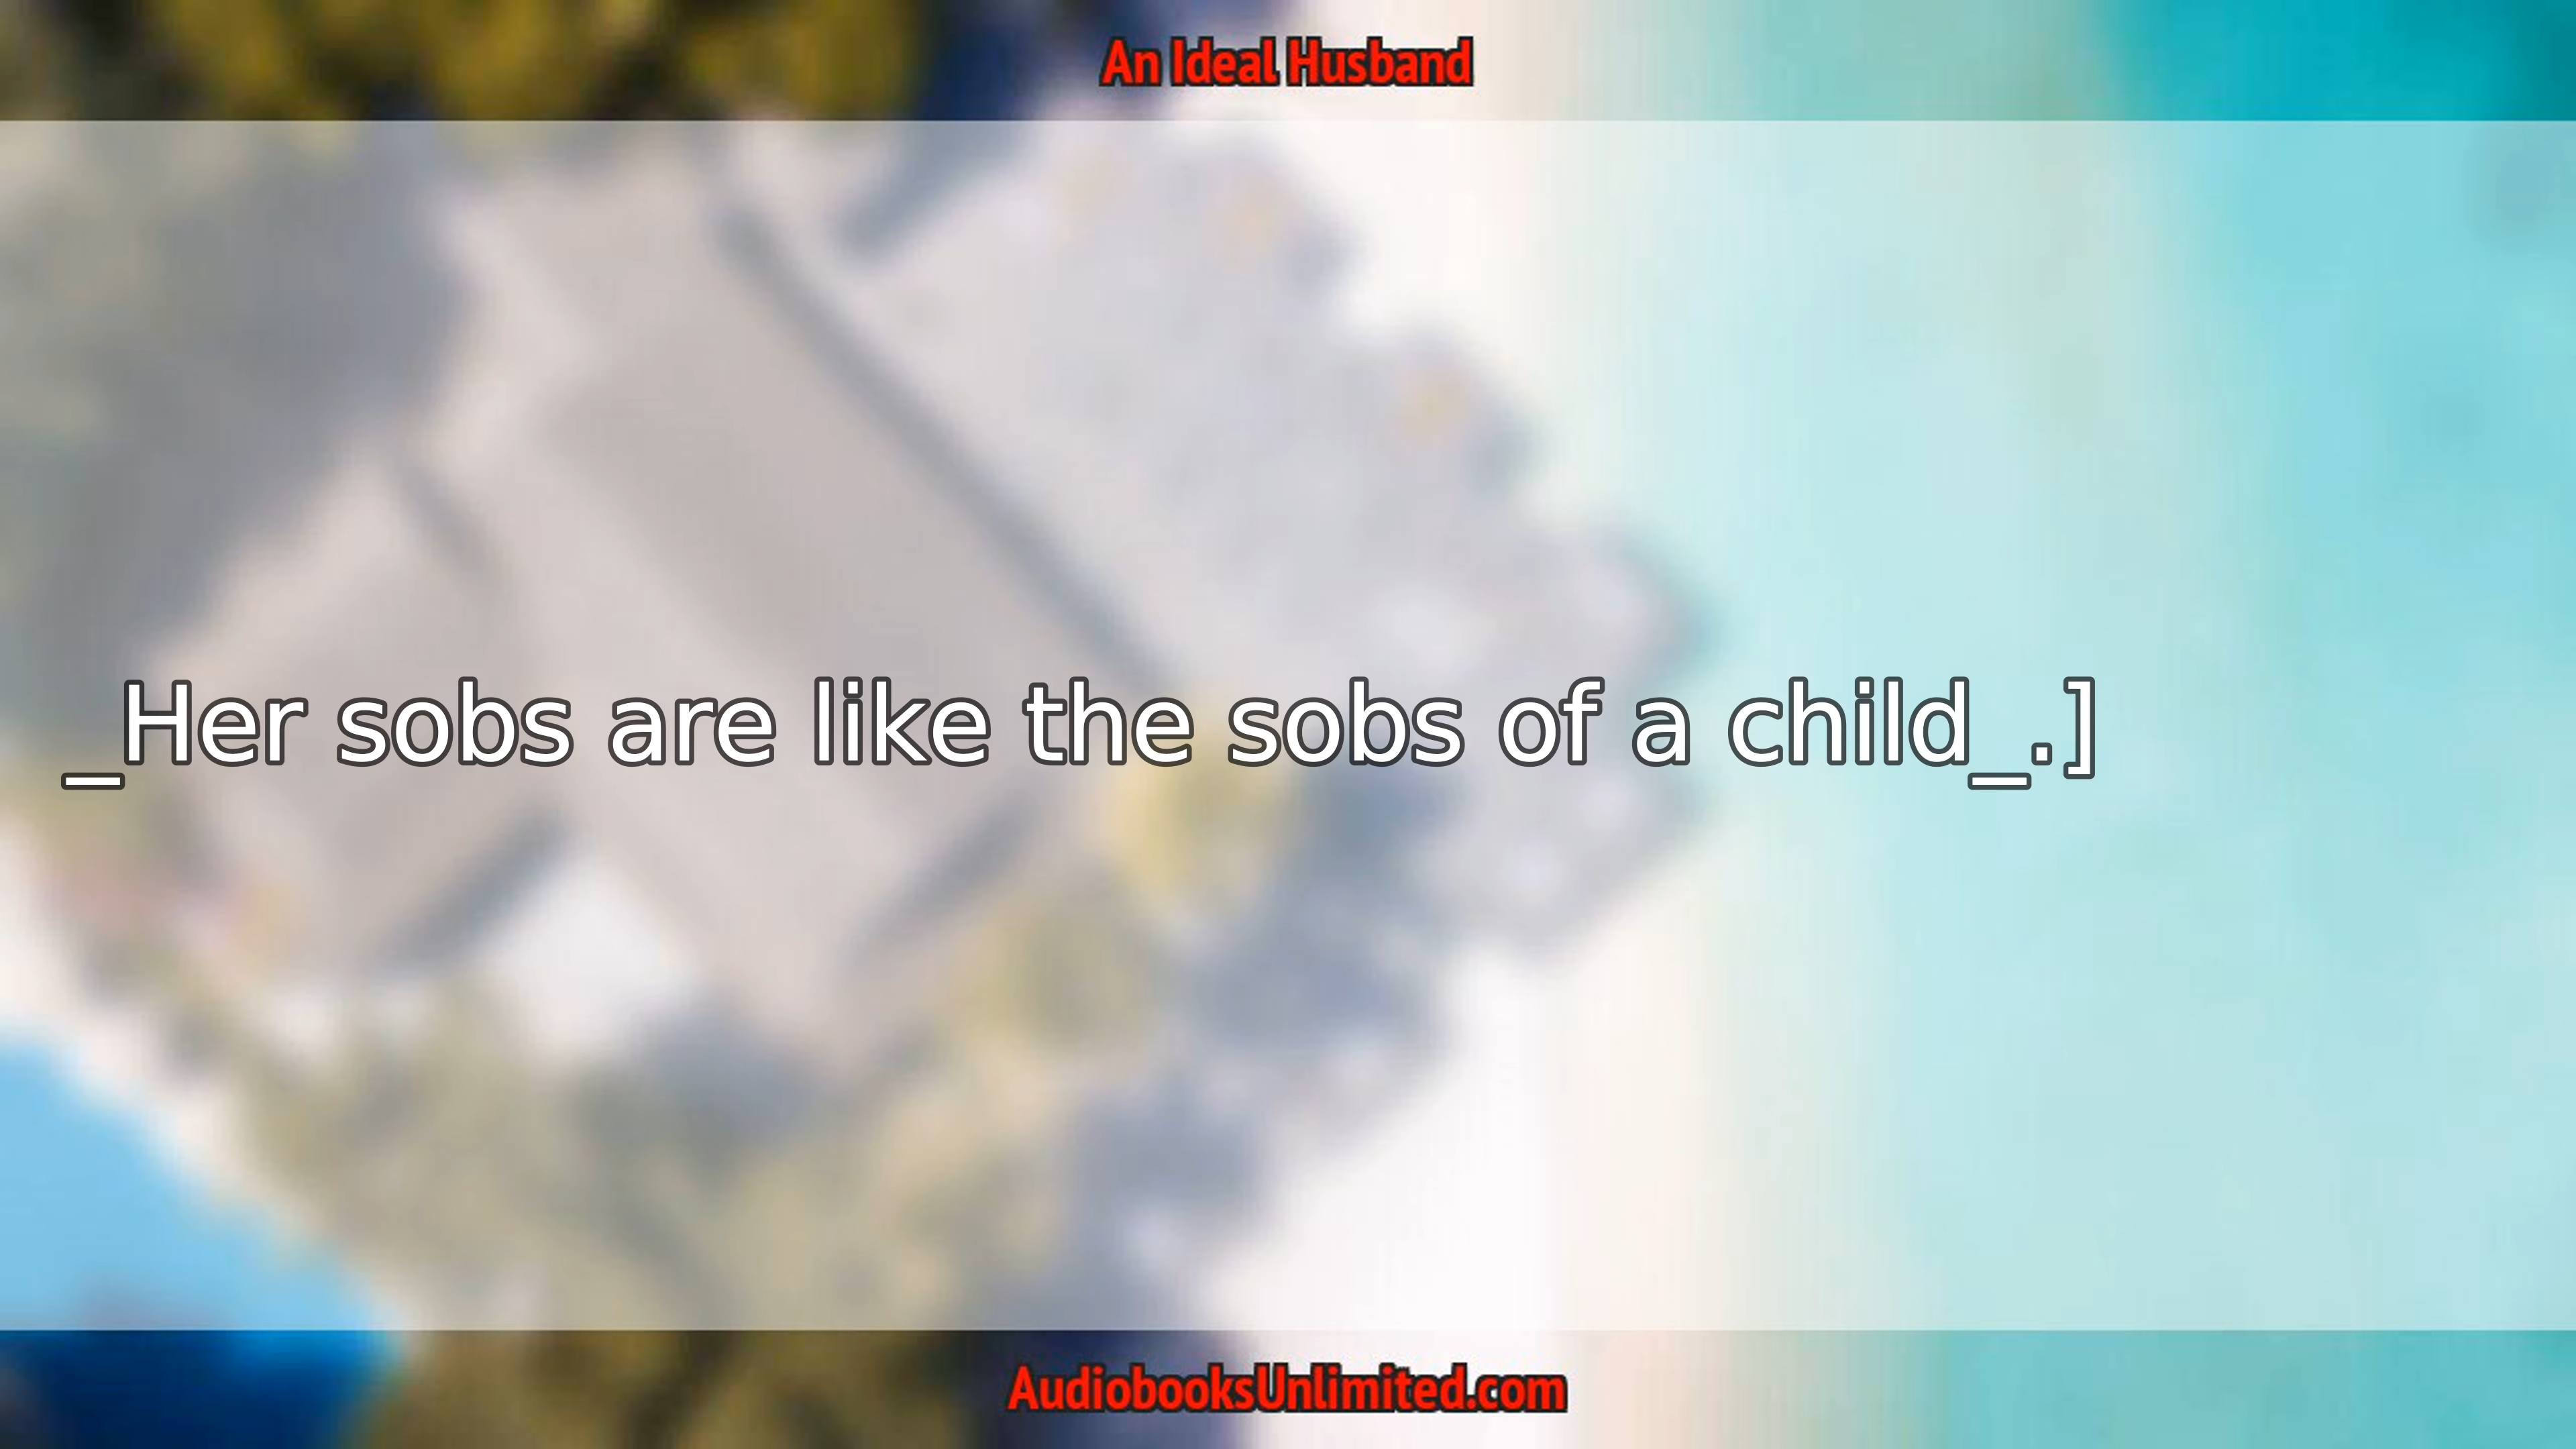 An Ideal Husband
_Her sobs are like the sobs of a child_.]
AudiobooksUnlimited.com